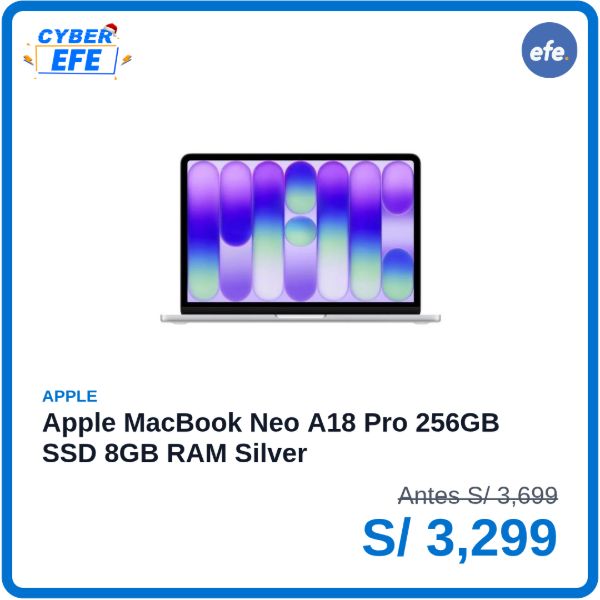 CYBER
EFE
efe.
APPLE
Apple MacBook Neo A18 Pro 256GB
SSD 8GB RAM Silver
Antes S/ 3,699
S/ 3,299